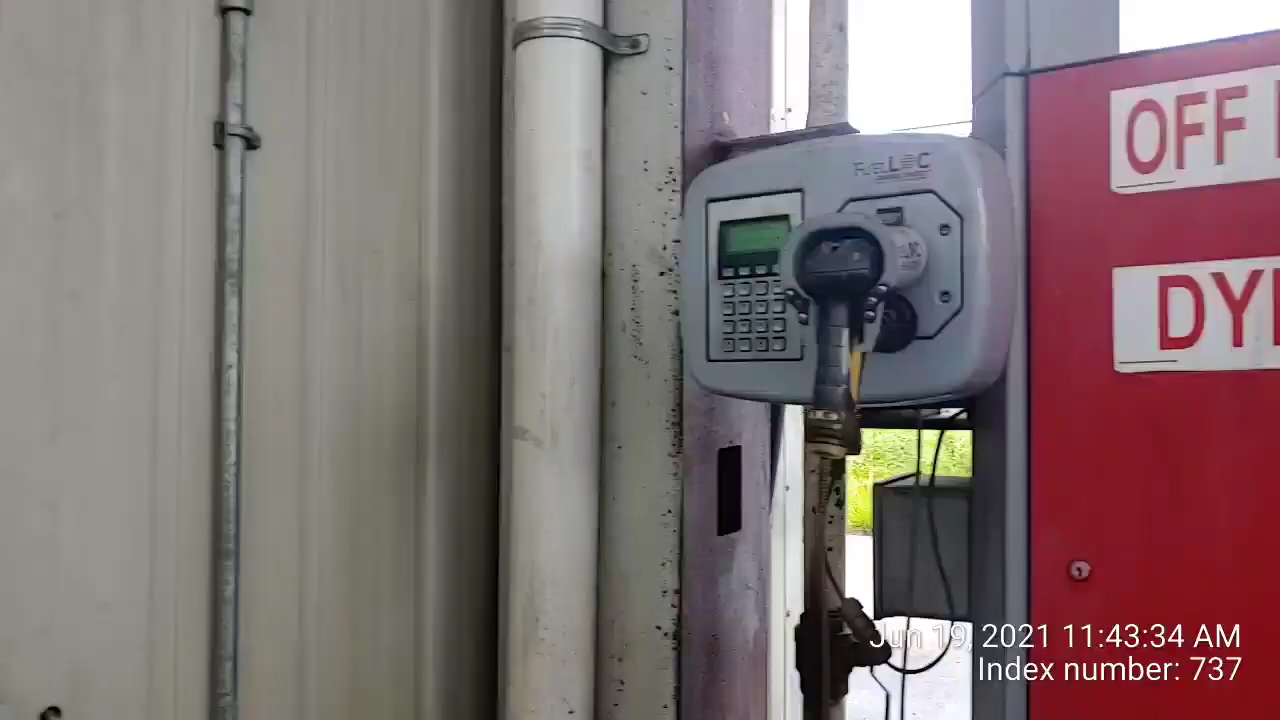 FUELLOC
OFF
DY
Jun 19, 2021 11:43:34 AM
Index number: 737